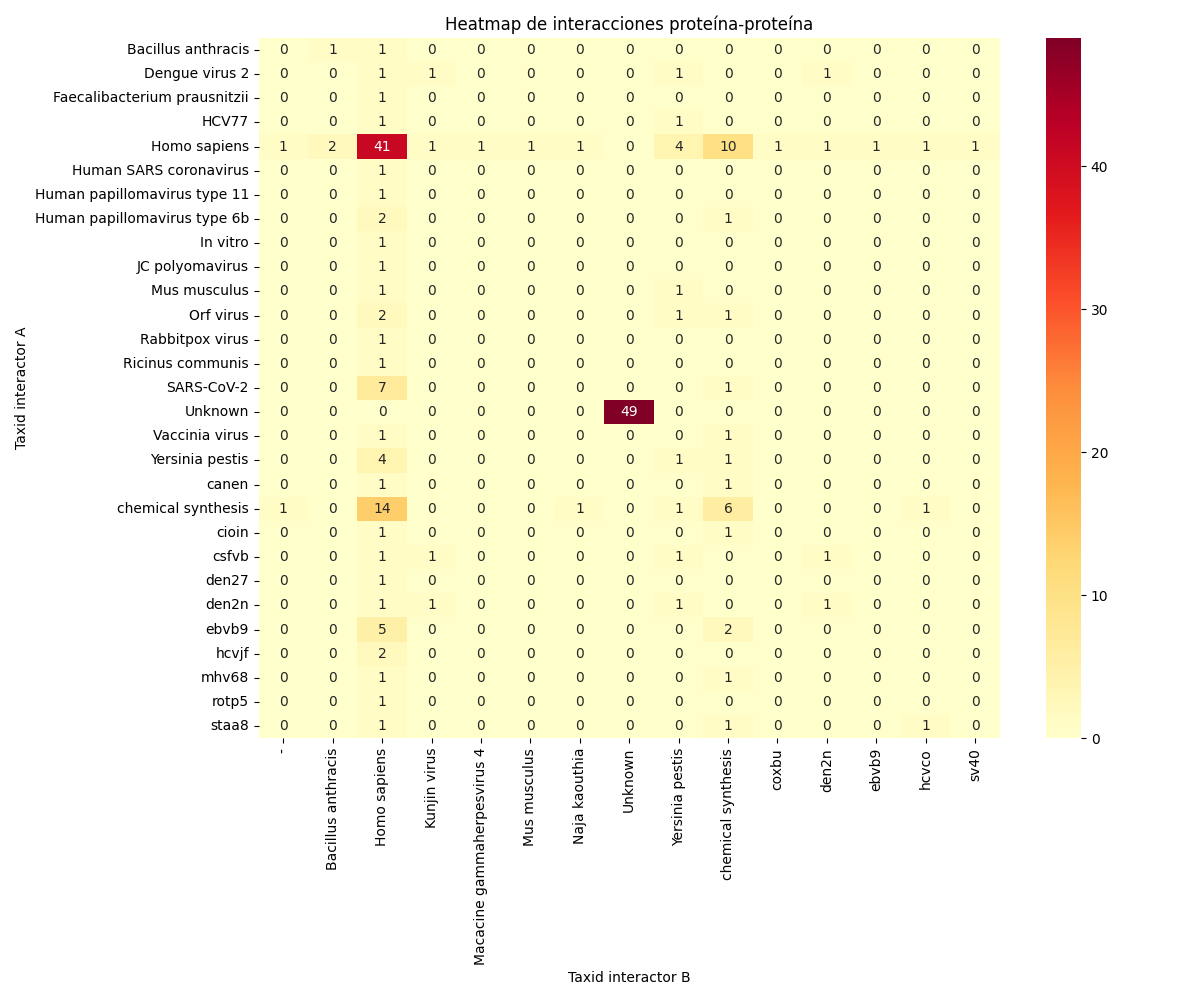 Heatmap de interacciones proteína-proteína
Bacillus anthracis 0 1 1 0 0 0 0 0 0 0 0 0 0 0 0
Dengue virus 2 0 0 1 1 0 0 0 0 1 0 0 1 0 0 0
Faecalibacterium prausnitzii 0 0 1 0 0 0 0 0 0 0 0 0 0 0 0
HCV77 0 0 1 0 0 0 0 0 1 0 0 0 0 0 0
Homo sapiens 1 2 41 1 1 1 1 0 4 10 1 1 1 1 1
Human SARS coronavirus 0 0 1 0 0 0 0 0 0 0 0 0 0 0 0
Human papillomavirus type 11 0 0 1 0 0 0 0 0 0 0 0 0 0 0 0
Human papillomavirus type 6b 0 0 2 0 0 0 0 0 0 1 0 0 0 0 0
In vitro 0 0 1 0 0 0 0 0 0 0 0 0 0 0 0
JC polyomavirus 0 0 1 0 0 0 0 0 0 0 0 0 0 0 0
Mus musculus 0 0 1 0 0 0 0 0 1 0 0 0 0 0 0
Orf virus 0 0 2 0 0 0 0 0 1 1 0 0 0 0 0
Rabbitpox virus 0 0 1 0 0 0 0 0 0 0 0 0 0 0 0
Ricinus communis 0 0 1 0 0 0 0 0 0 0 0 0 0 0 0
SARS-CoV-2 0 0 7 0 0 0 0 0 0 1 0 0 0 0 0
Unknown 0 0 0 0 0 0 0 49 0 0 0 0 0 0 0
Vaccinia virus 0 0 1 0 0 0 0 0 0 1 0 0 0 0 0
Yersinia pestis 0 0 4 0 0 0 0 0 1 1 0 0 0 0 0
canen 0 0 1 0 0 0 0 0 0 1 0 0 0 0 0
chemical synthesis 1 0 14 0 0 0 1 0 1 6 0 0 0 1 0
cioin 0 0 1 0 0 0 0 0 0 1 0 0 0 0 0
csfvb 0 0 1 1 0 0 0 0 1 0 0 1 0 0 0
den27 0 0 1 0 0 0 0 0 0 0 0 0 0 0 0
den2n 0 0 1 1 0 0 0 0 1 0 0 1 0 0 0
ebvb9 0 0 5 0 0 0 0 0 0 2 0 0 0 0 0
hcvjf 0 0 2 0 0 0 0 0 0 0 0 0 0 0 0
mhv68 0 0 1 0 0 0 0 0 0 1 0 0 0 0 0
rotp5 0 0 1 0 0 0 0 0 0 0 0 0 0 0 0
staa8 0 0 1 0 0 0 0 0 0 1 0 0 0 1 0
Taxid interactor A
-
Bacillus anthracis
Homo sapiens
Kunjin virus
Macacine gammaherpesvirus 4
Mus musculus
Naja kaouthia
Unknown
Yersinia pestis
chemical synthesis
coxbu
den2n
ebvb9
hcvco
sv40
Taxid interactor B
40
30
20
10
0